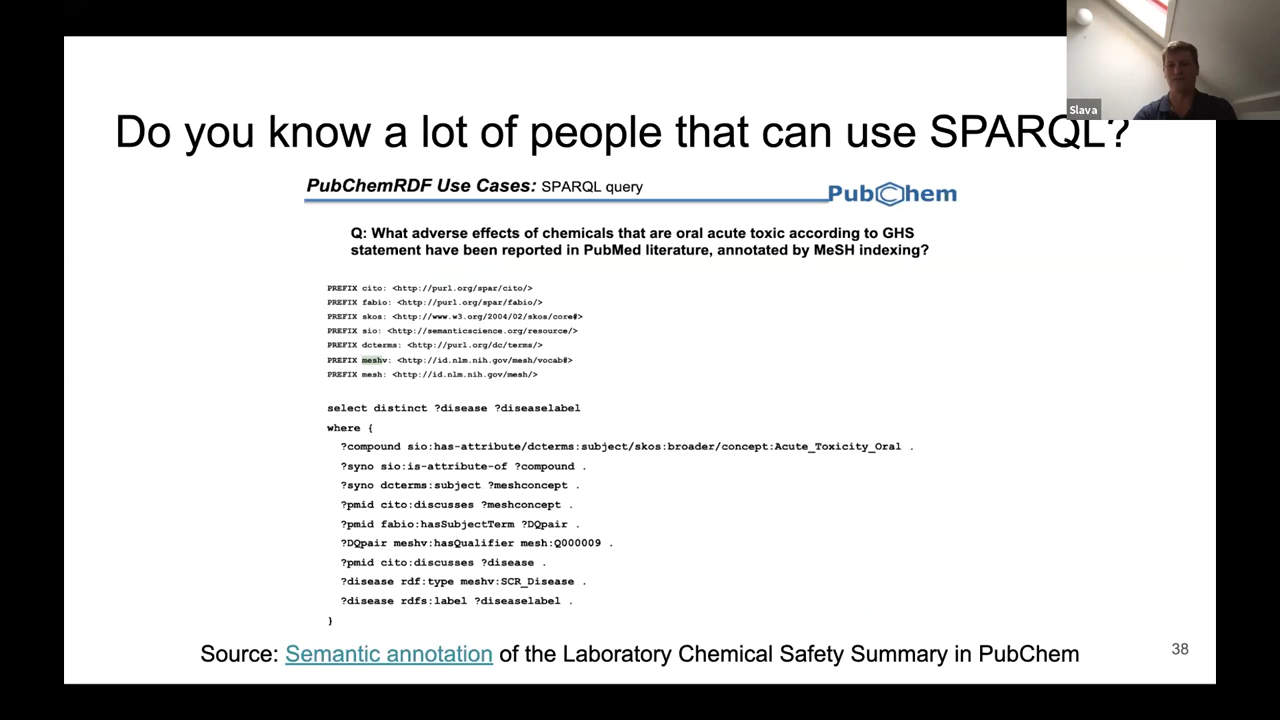 Slava
Do you know a lot of people that can use SPARQL?
PubChemRDF Use Cases: SPARQL query
PubChem
Q: What adverse effects of chemicals that are oral acute toxic according to GHS
statement have been reported in PubMed literature, annotated by MeSH indexing?
PREFIX cito: <http://purl.org/spar/cito/>
PREFIX fabio: <http://purl.org/spar/fabio/>
PREFIX skos: <http://www.w3.org/2004/02/skos/core#>
PREFIX sio: <http://semanticscience.org/resource/>
PREFIX dcterms: <http://purl.org/dc/terms/>
PREFIX meshv: <http://id.nlm.nih.gov/mesh/vocab#>
PREFIX mesh: <http://id.nlm.nih.gov/mesh/>
select distinct ?disease ?diseaselabel
where {
?compound sio:has-attribute/dcterms:subject/skos:broader/concept:Acute_Toxicity_Oral .
?syno sio:is-attribute-of ?compound .
?syno dcterms:subject ?meshconcept .
?pmid cito:discusses ?meshconcept .
?pmid fabio:hasSubjectTerm ?DQpair .
?DQpair meshv:hasQualifier mesh:Q000009 .
?pmid cito:discusses ?disease .
?disease rdf:type meshv:SCR_Disease .
?disease rdfs:label ?diseaselabel .
}
Source: Semantic annotation of the Laboratory Chemical Safety Summary in PubChem
38